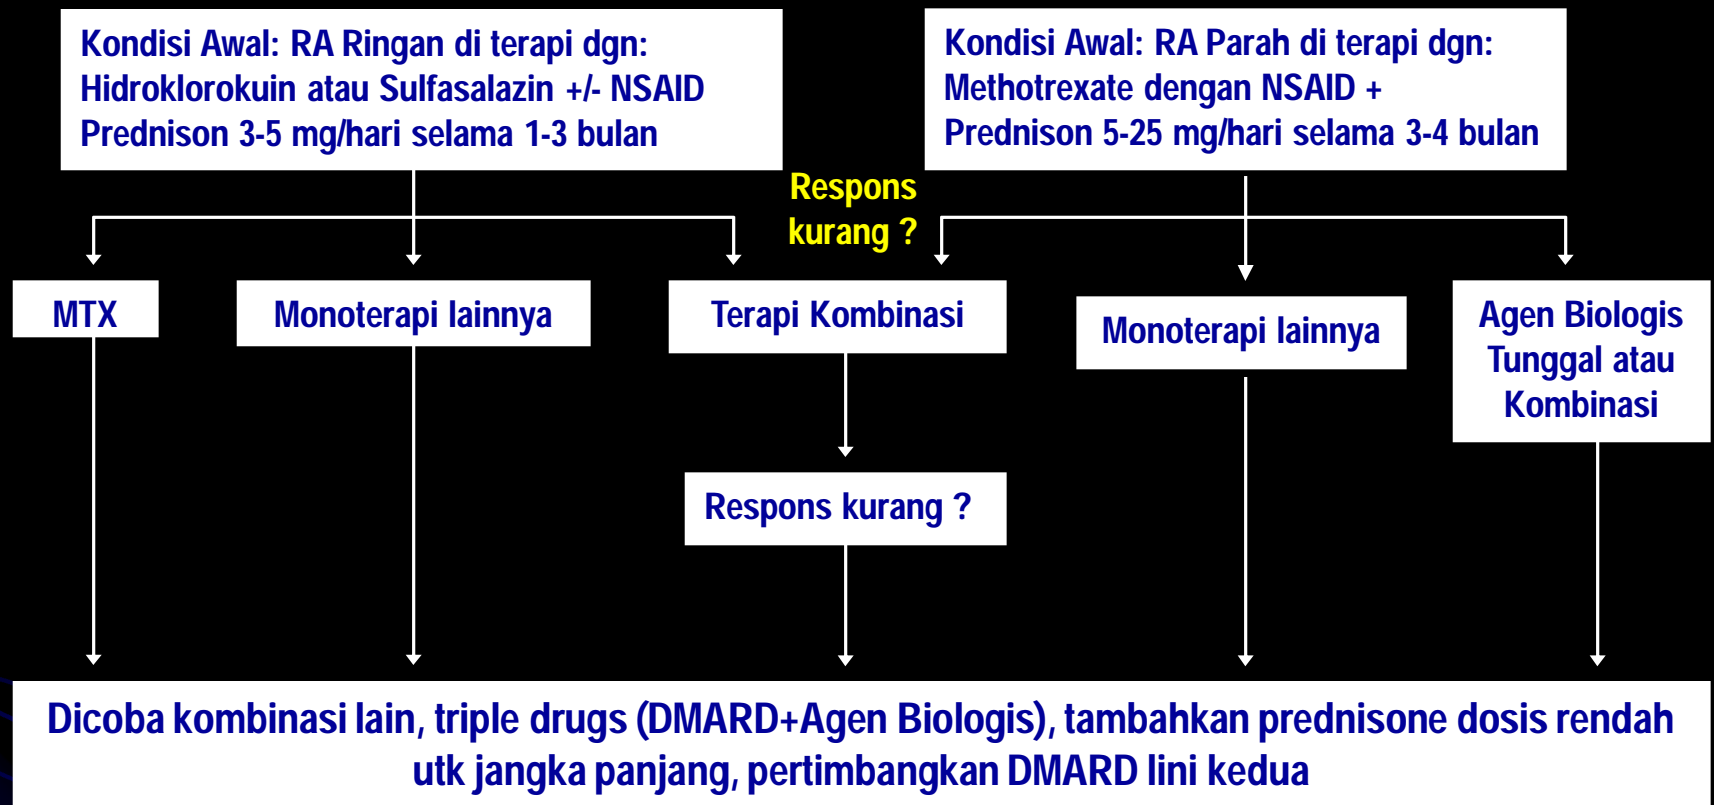 Kondisi Awal: RA Ringan di terapi dgn:
Hidroklorokuin atau Sulfasalazin +/- NSAID
Prednison 3-5 mg/hari selama 1-3 bulan
Kondisi Awal: RA Parah di terapi dgn:
Methotrexate dengan NSAID +
Prednison 5-25 mg/hari selama 3-4 bulan
Respons
kurang ?
MTX
Monoterapi lainnya
Terapi Kombinasi
Monoterapi lainnya
Agen Biologis
Tunggal atau
Kombinasi
Respons kurang ?
Dicoba kombinasi lain, triple drugs (DMARD+Agen Biologis), tambahkan prednisone dosis rendah
utk jangka panjang, pertimbangkan DMARD lini kedua